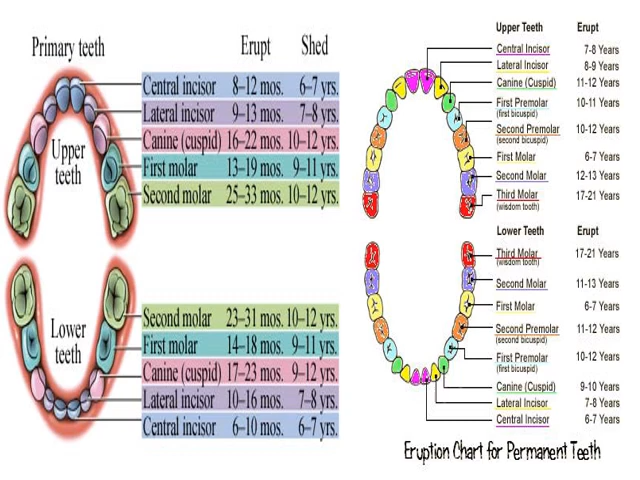 Primary teeth Erupt Shed
Central incisor 8–12 mos. 6–7 yrs.
Lateral incisor 9–13 mos. 7–8 yrs.
Canine (cuspid) 16–22 mos. 10–12 yrs.
First molar 13–19 mos. 9–11 yrs.
Second molar 25–33 mos. 10–12 yrs.
Upper
teeth
Lower
teeth
Second molar 23–31 mos. 10–12 yrs.
First molar 14–18 mos. 9–11 yrs.
Canine (cuspid) 17–23 mos. 9–12 yrs.
Lateral incisor 10–16 mos. 7–8 yrs.
Central incisor 6–10 mos. 6–7 yrs.
Upper Teeth Erupt
Central Incisor 7-8 Years
Lateral Incisor 8-9 Years
Canine (Cuspid) 11-12 Years
First Premolar 10-11 Years
(first bicuspid)
Second Premolar 10-12 Years
(second bicuspid)
First Molar 6-7 Years
Second Molar 12-13 Years
Third Molar 17-21 Years
(wisdom tooth)
Lower Teeth Erupt
Third Molar 17-21 Years
(wisdom tooth)
Second Molar 11-13 Years
First Molar 6-7 Years
Second Premolar 11-12 Years
(second bicuspid)
First Premolar 10-12 Years
(first bicuspid)
Canine (Cuspid) 9-10 Years
Lateral Incisor 7-8 Years
Central Incisor 6-7 Years
Eruption Chart for Permanent Teeth